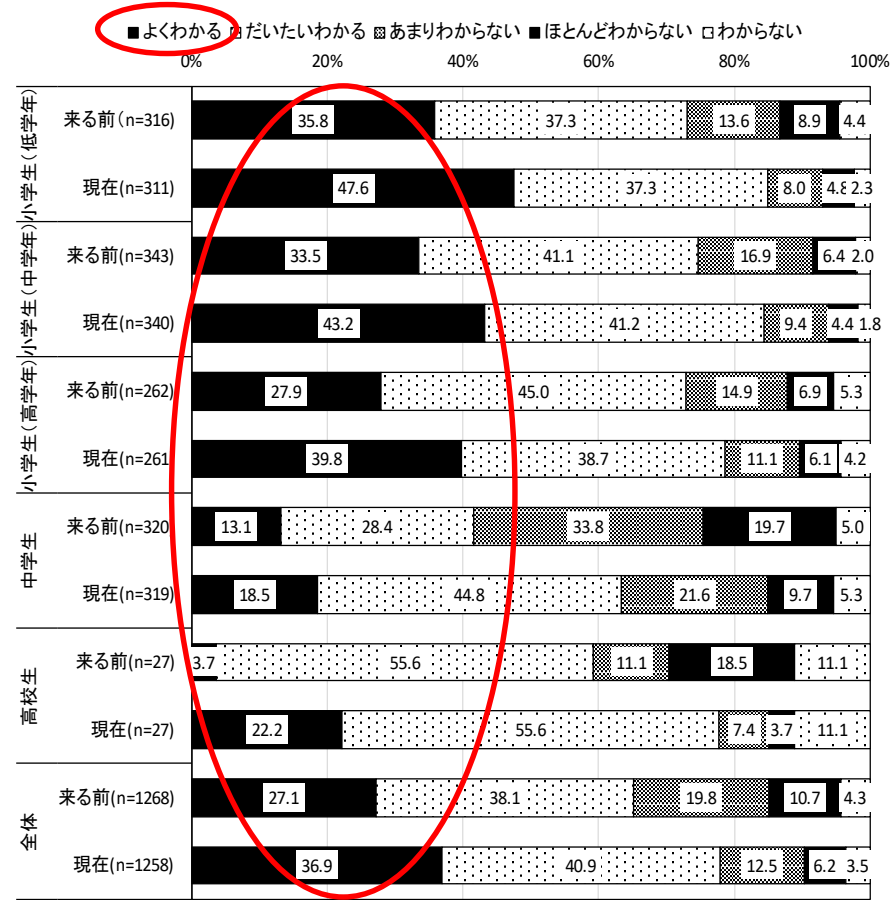 ■よくわかる □だいたいわかる ▩あまりわからない ■ほとんどわからない □わからない
0% 20% 40% 60% 80% 100%
小学生(低学年)
来る前(n=316) 35.8 37.3 13.6 8.9 4.4
現在(n=311) 47.6 37.3 8.0 4.8 2.3
小学生(中学年)
来る前(n=343) 33.5 41.1 16.9 6.4 2.0
現在(n=340) 43.2 41.2 9.4 4.4 1.8
小学生(高学年)
来る前(n=262) 27.9 45.0 14.9 6.9 5.3
現在(n=261 39.8 38.7 11.1 6.1 4.2
中学生
来る前(n=320 13.1 28.4 33.8 19.7 5.0
現在(n=319) 18.5 44.8 21.6 9.7 5.3
高校生
来る前(n=27) 3.7 55.6 11.1 18.5 11.1
現在(n=27) 22.2 55.6 7.4 3.7 11.1
全体
来る前(n=1268) 27.1 38.1 19.8 10.7 4.3
現在(n=1258) 36.9 40.9 12.5 6.2 3.5